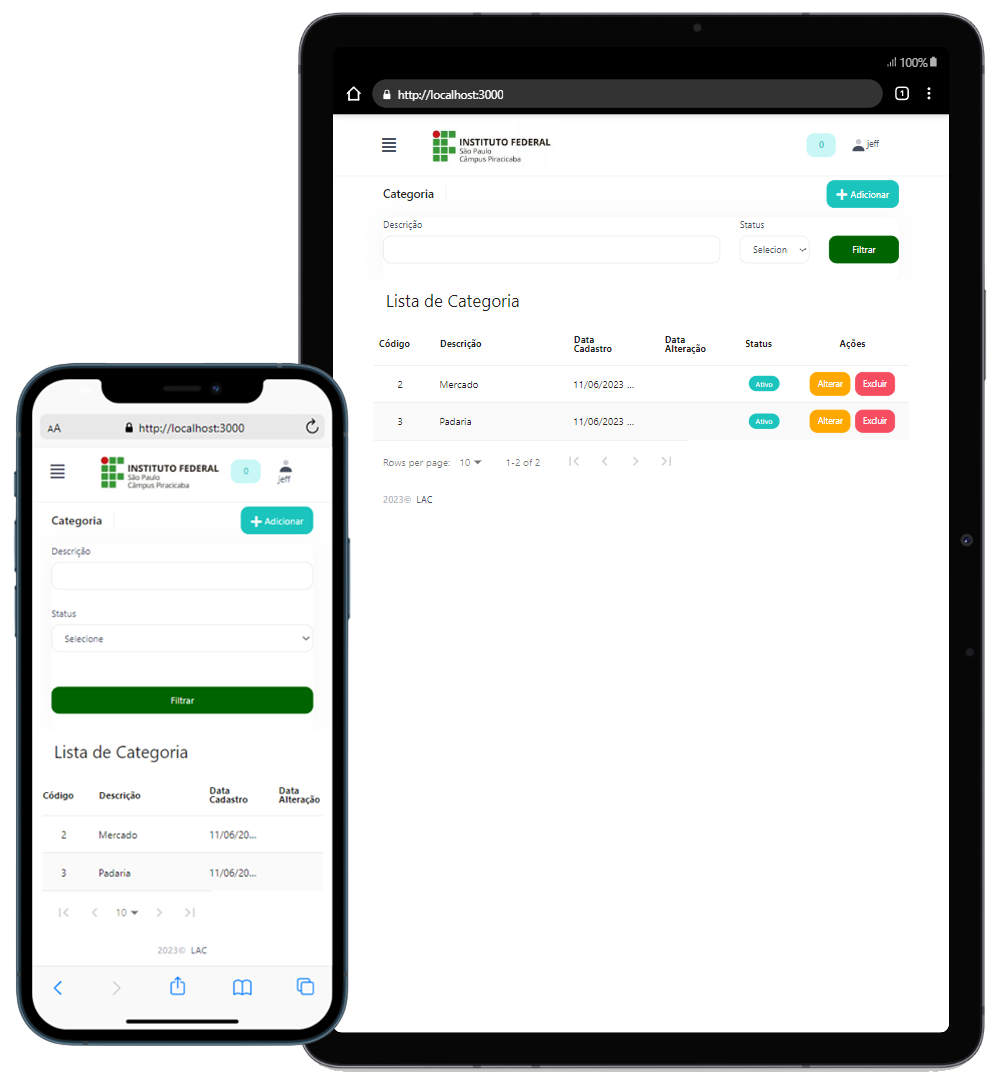 100%
http://localhost:3000
1
INSTITUTO FEDERAL
São Paulo
Câmpus Piracicaba
0
jeff
Categoria
Adicionar
Descrição
Status
Selecion
Filtrar
Lista de Categoria
Código Descrição Data Cadastro Data Alteração Status Ações
2 Mercado 11/06/2023 ... Ativo Alterar Excluir
3 Padaria 11/06/2023 ... Ativo Alterar Excluir
Rows per page: 10 1-2 of 2
2023© LAC
AA http://localhost:3000
INSTITUTO FEDERAL
São Paulo
Câmpus Piracicaba
0
jeff
Categoria
Adicionar
Descrição
Status
Selecione
Filtrar
Lista de Categoria
Código Descrição Data Cadastro Data Alteração
2 Mercado 11/06/20...
3 Padaria 11/06/20...
10
2023© LAC